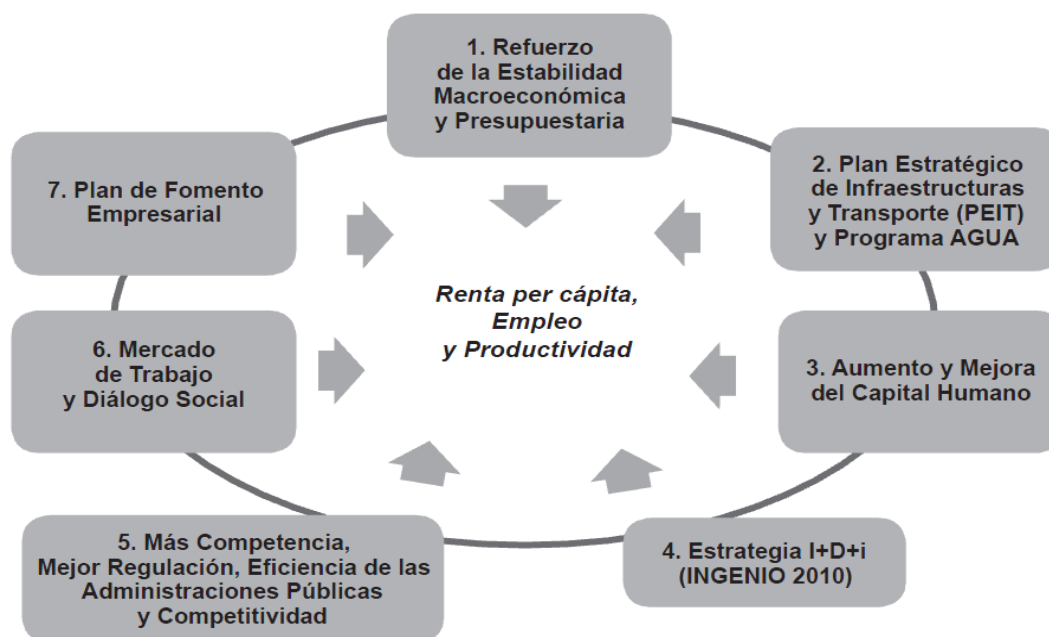 1. Refuerzo
de la Estabilidad
Macroeconómica
y Presupuestaria
2. Plan Estratégico
de Infraestructuras
y Transporte (PEIT)
y Programa AGUA
3. Aumento y Mejora
del Capital Humano
4. Estrategia I+D+i
(INGENIO 2010)
5. Más Competencia,
Mejor Regulación, Eficiencia de las
Administraciones Públicas
y Competitividad
6. Mercado
de Trabajo
y Diálogo Social
7. Plan de Fomento
Empresarial
Renta per cápita,
Empleo
y Productividad